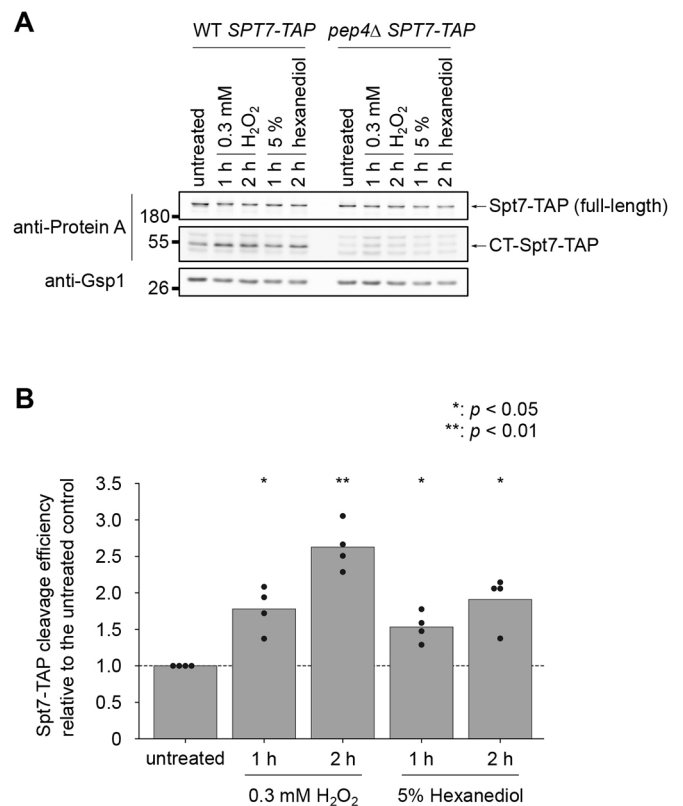 A
WT SPT7-TAP
pep4Δ SPT7-TAP
untreated
1 h 0.3 mM
2 h H₂O₂
1 h 5 %
2 h hexanediol
untreated
1 h 0.3 mM
2 h H₂O₂
1 h 5 %
2 h hexanediol
anti-Protein A
180
Spt7-TAP (full-length)
55
CT-Spt7-TAP
anti-Gsp1
26
B
*: p < 0.05
**: p < 0.01
Spt7-TAP cleavage efficiency
relative to the untreated control
3.5
3.0
2.5
2.0
1.5
1.0
0.5
0
* ** * *
untreated 1 h 2 h 1 h 2 h
0.3 mM H₂O₂ 5% Hexanediol